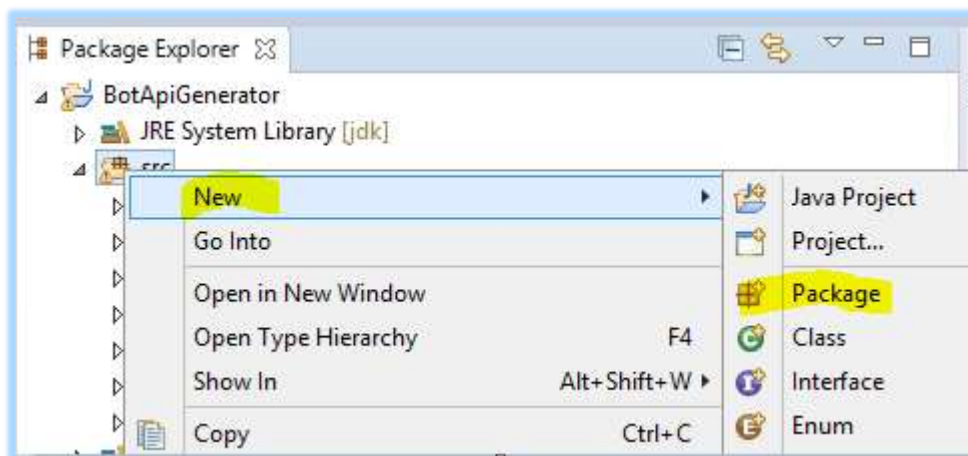 Package Explorer
BotApiGenerator
JRE System Library [jdk]
src
New
Java Project
Go Into
Project...
Open in New Window
Package
Open Type Hierarchy F4
Class
Show In Alt+Shift+W
Interface
Copy Ctrl+C
Enum